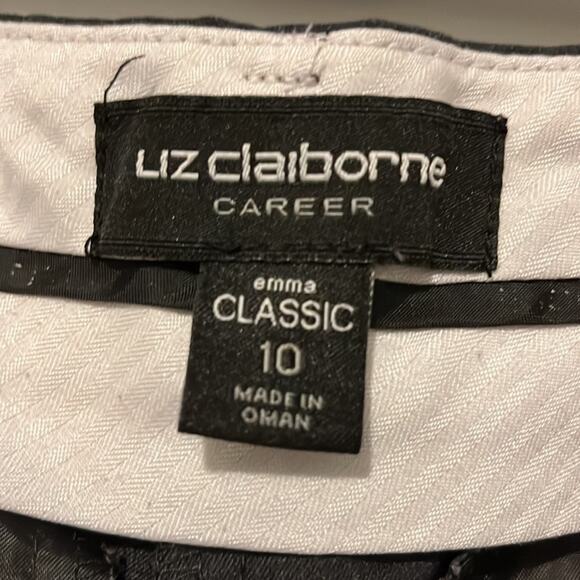 LIZ claiborne
CAREER
emma
CLASSIC
10
MADE IN
OMAN